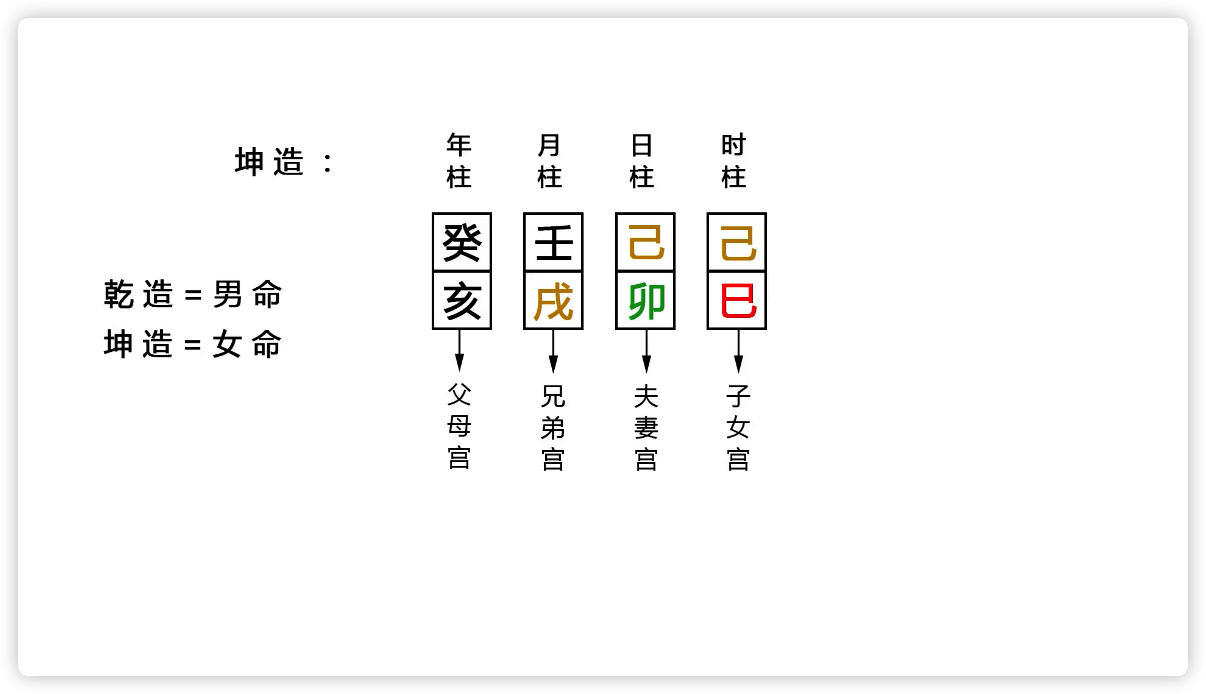 坤造：
年柱
月柱
日柱
时柱
癸
壬
己
己
亥
戌
卯
巳
乾造=男命
坤造=女命
父母宫
兄弟宫
夫妻宫
子女宫